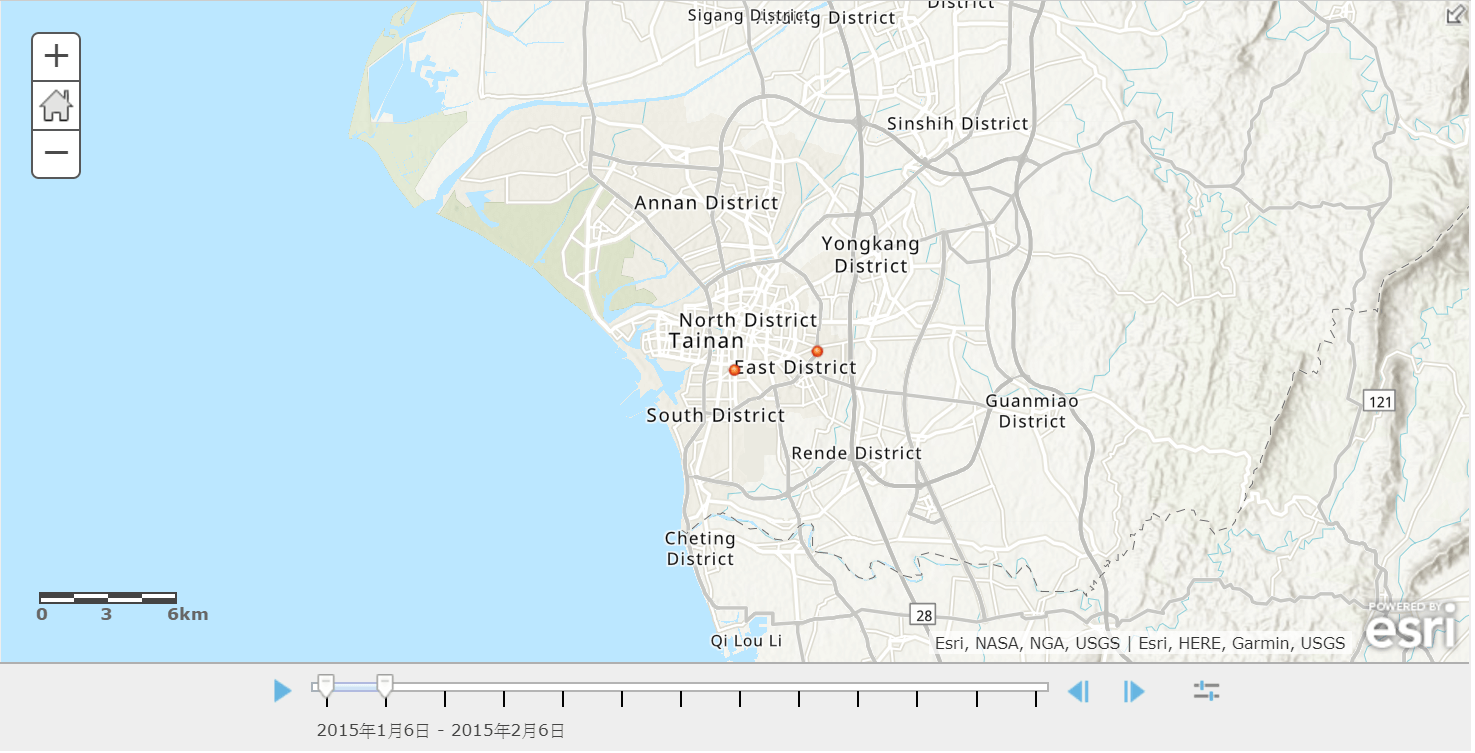 District
Sigang District
Anding District
Sinshih District
Annan District
Yongkang
District
North District
Tainan
East District
Guanmiao
District
121
South District
Rende District
Cheting
District
0 3 6km
28
POWERED BY
esri
Qi Lou Li
Esri, NASA, NGA, USGS | Esri, HERE, Garmin, USGS
2015年1月6日 - 2015年2月6日